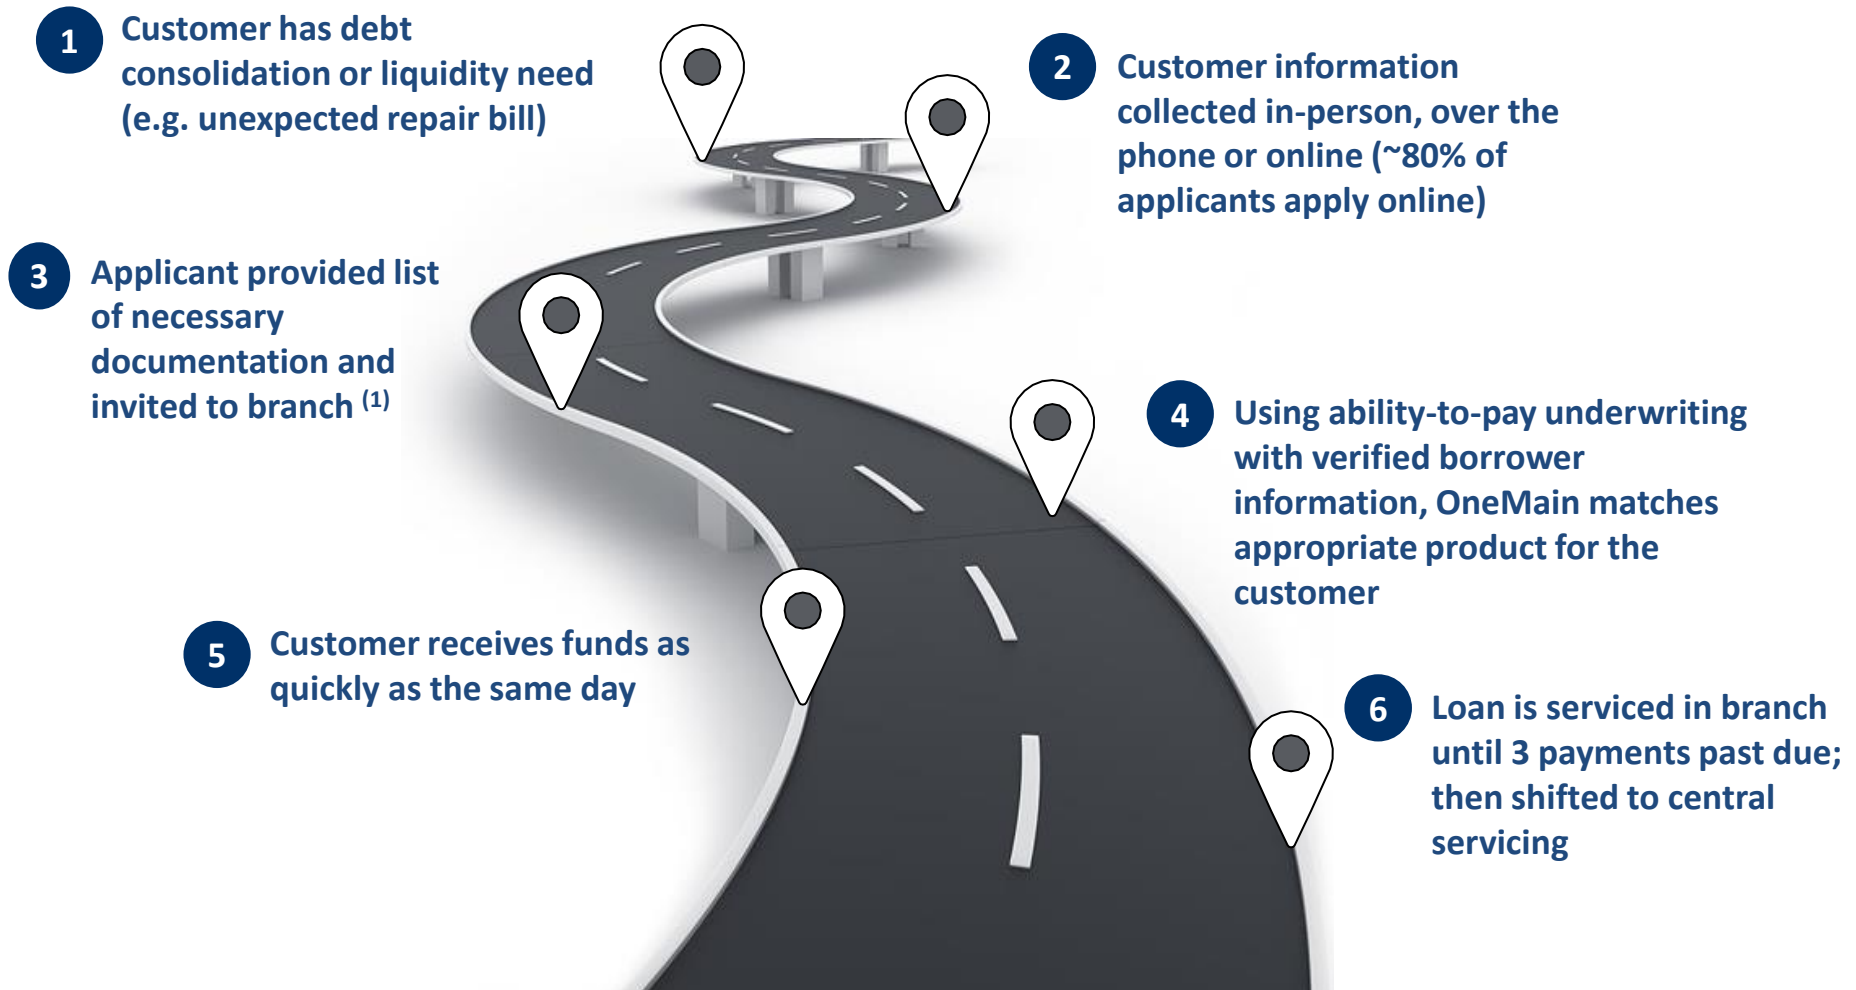 1
Customer has debt
consolidation or liquidity need
(e.g. unexpected repair bill)
2
Customer information
collected in-person, over the
phone or online (~80% of
applicants apply online)
3
Applicant provided list
of necessary
documentation and
invited to branch (1)
4
Using ability-to-pay underwriting
with verified borrower
information, OneMain matches
appropriate product for the
customer
5
Customer receives funds as
quickly as the same day
6
Loan is serviced in branch
until 3 payments past due;
then shifted to central
servicing